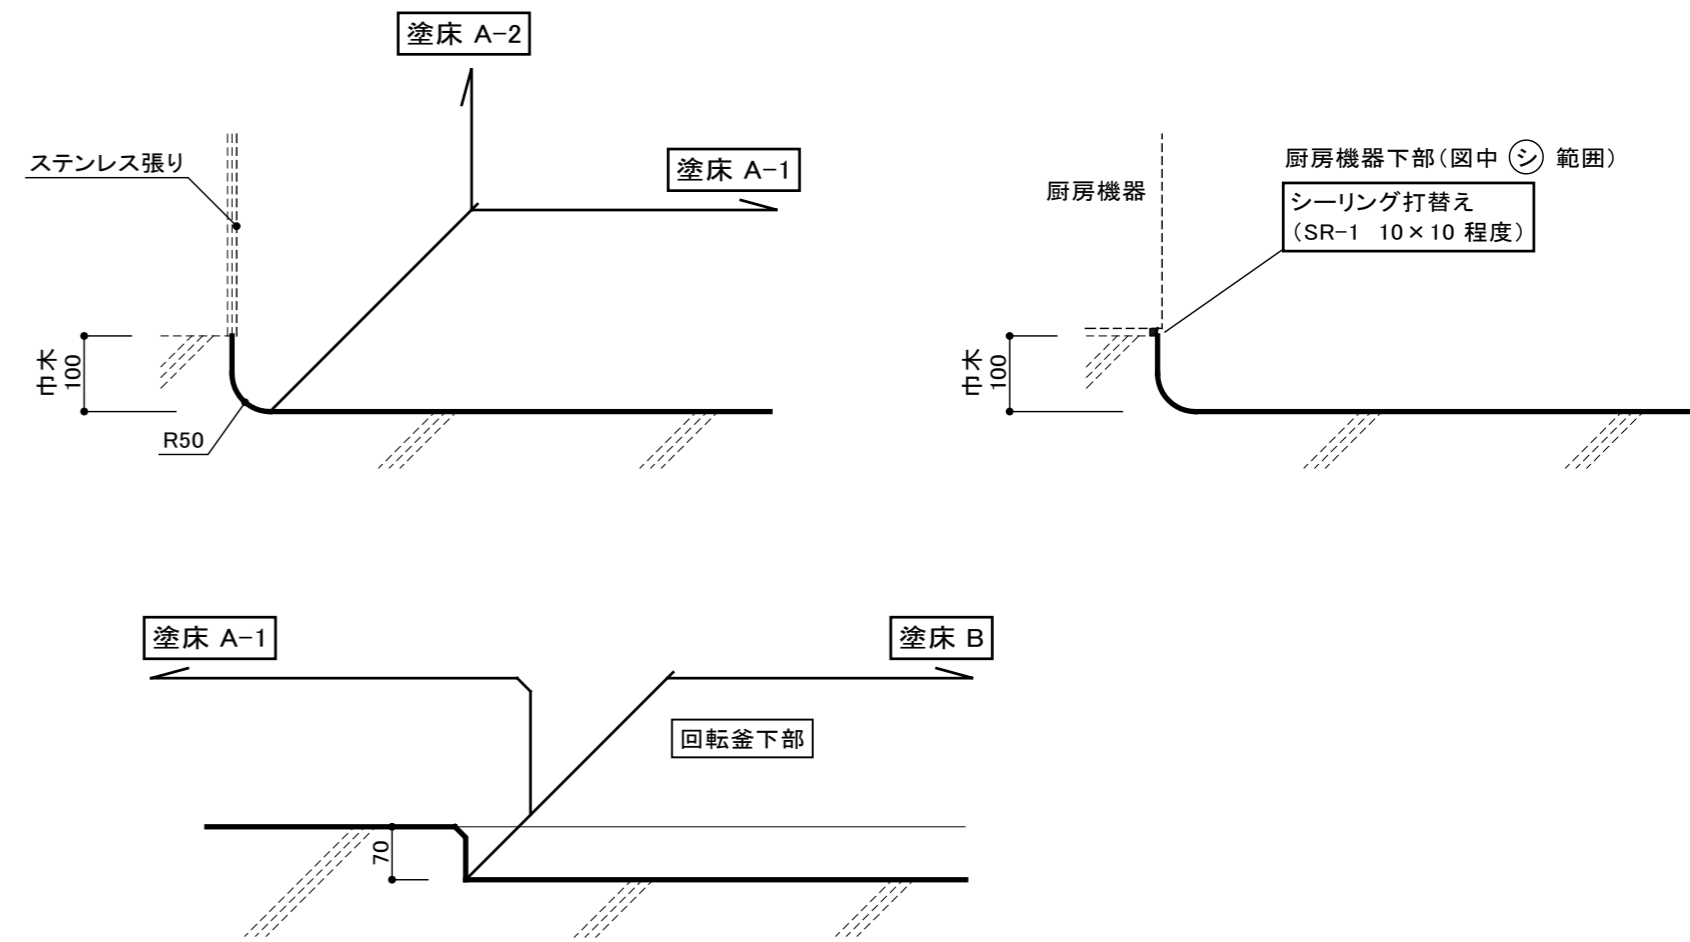 塗床 A-2
ステンレス張り
塗床 A-1
巾木
100
R50
厨房機器下部(図中 シ 範囲)
厨房機器
シーリング打替え
(SR-1 10×10 程度)
巾木
100
塗床 A-1
塗床 B
回転釜下部
70